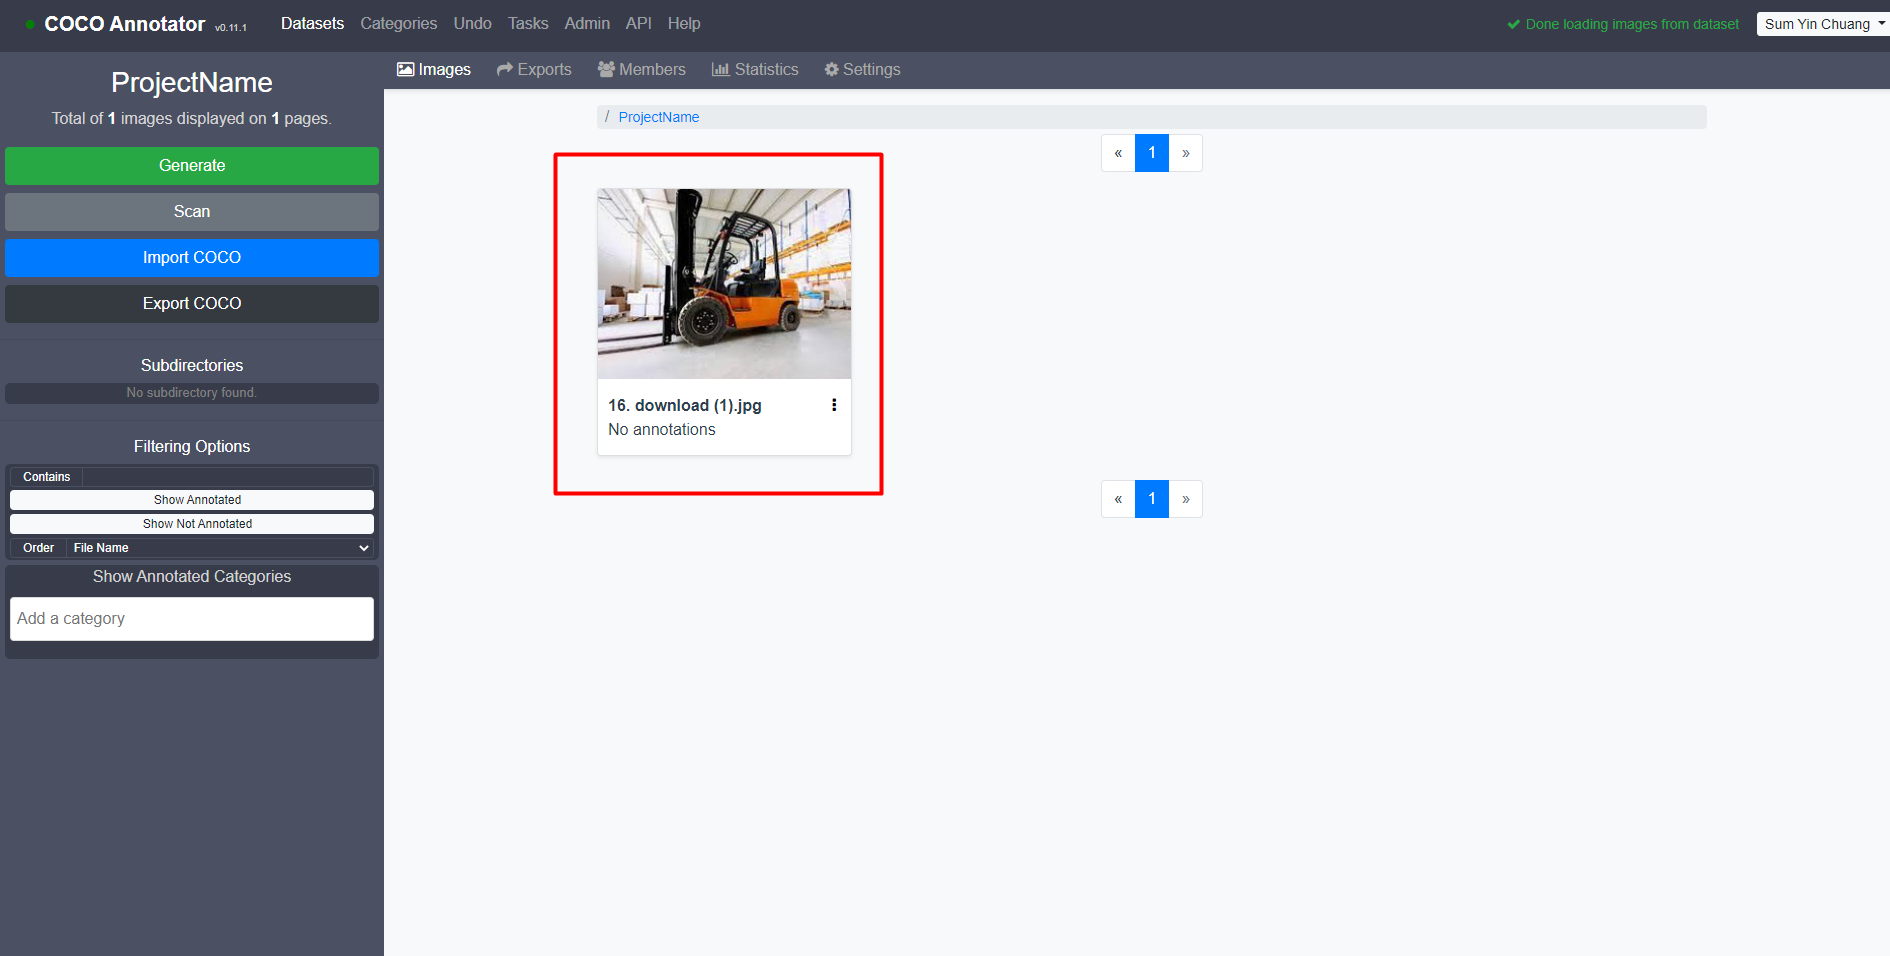 COCO Annotator v0.11.1 Datasets Categories Undo Tasks Admin API Help Done loading images from dataset Sum Yin Chuang
Images Exports Members Statistics Settings
ProjectName
Total of 1 images displayed on 1 pages.
Generate
Scan
Import COCO
Export COCO
Subdirectories
No subdirectory found.
Filtering Options
Contains
Show Annotated
Show Not Annotated
Order File Name
Show Annotated Categories
Add a category
/ ProjectName
« 1 »
16. download (1).jpg
No annotations
« 1 »